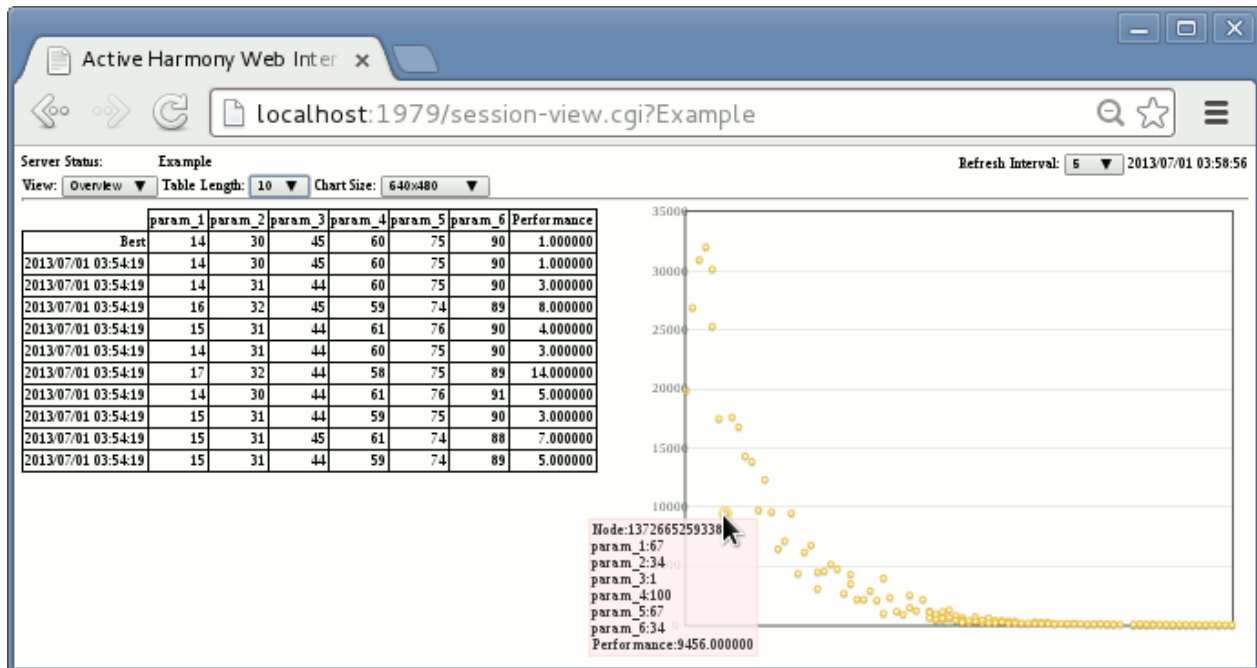 Active Harmony Web Inter
localhost:1979/session-view.cgi?Example
Server Status: Example
Refresh Interval: 5 2013/07/01 03:58:56
View: Overview Table Length: 10 Chart Size: 640x480
param_1 param_2 param_3 param_4 param_5 param_6 Performance
Best 14 30 45 60 75 90 1.000000
2013/07/01 03:54:19 14 30 45 60 75 90 1.000000
2013/07/01 03:54:19 14 31 44 60 75 90 3.000000
2013/07/01 03:54:19 16 32 45 59 74 89 8.000000
2013/07/01 03:54:19 15 31 44 61 76 90 4.000000
2013/07/01 03:54:19 14 31 44 60 75 90 3.000000
2013/07/01 03:54:19 17 32 44 58 75 89 14.000000
2013/07/01 03:54:19 14 30 44 61 76 91 5.000000
2013/07/01 03:54:19 15 31 44 59 75 90 3.000000
2013/07/01 03:54:19 15 31 45 61 74 88 7.000000
2013/07/01 03:54:19 15 31 44 59 74 89 5.000000
35000
30000
25000
20000
15000
10000
Node:1372665259338
param_1:67
param_2:34
param_3:1
param_4:100
param_5:67
param_6:34
Performance:9456.000000